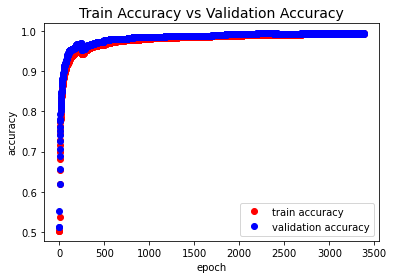 Train Accuracy vs Validation Accuracy
accuracy
1.0
0.9
0.8
0.7
0.6
0.5
train accuracy
validation accuracy
0 500 1000 1500 2000 2500 3000 3500
epoch